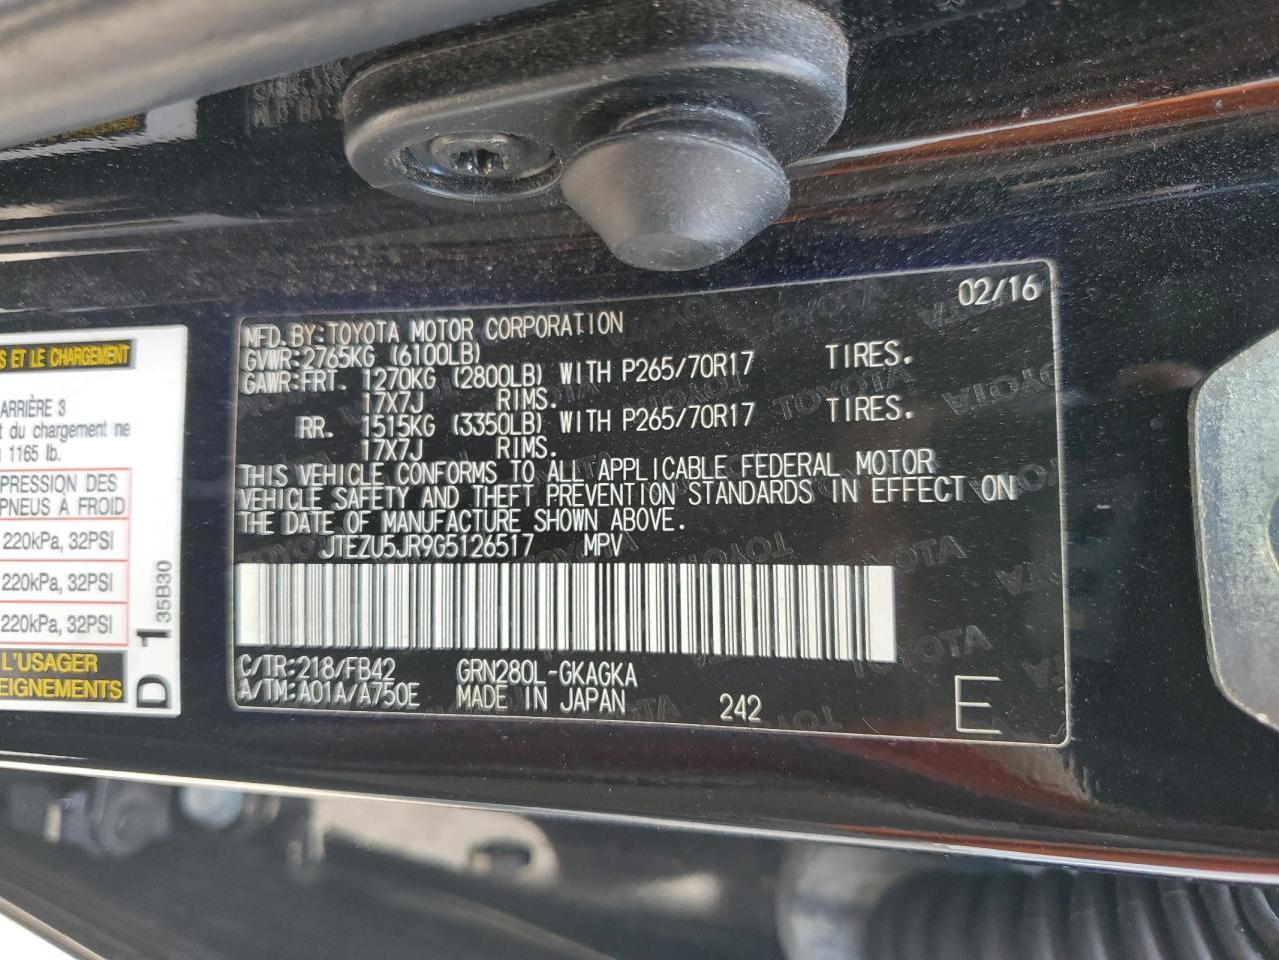 S ET LE CHARGEMENT
ARRIÈRE 3
t du chargement ne
1165 lb.
PRESSION DES
PNEUS À FROID
220kPa, 32PSI
220kPa, 32PSI
220kPa, 32PSI
L'USAGER
EIGNEMENTS
D 1
35B30
02/16
MFD.BY:TOYOTA MOTOR CORPORATION
GVWR:2765KG (6100LB)
GAWR:FRT. 1270KG (2800LB) WITH P265/70R17 TIRES.
17X7J RIMS.
RR. 1515KG (3350LB) WITH P265/70R17 TIRES.
17X7J RIMS.
THIS VEHICLE CONFORMS TO ALL APPLICABLE FEDERAL MOTOR
VEHICLE SAFETY AND THEFT PREVENTION STANDARDS IN EFFECT ON
THE DATE OF MANUFACTURE SHOWN ABOVE.
JTEZU5JR9G5126517 MPV
C/TR:218/FB42 GRN280L-GKAGKA
A/TM:A01A/A750E MADE IN JAPAN 242 E